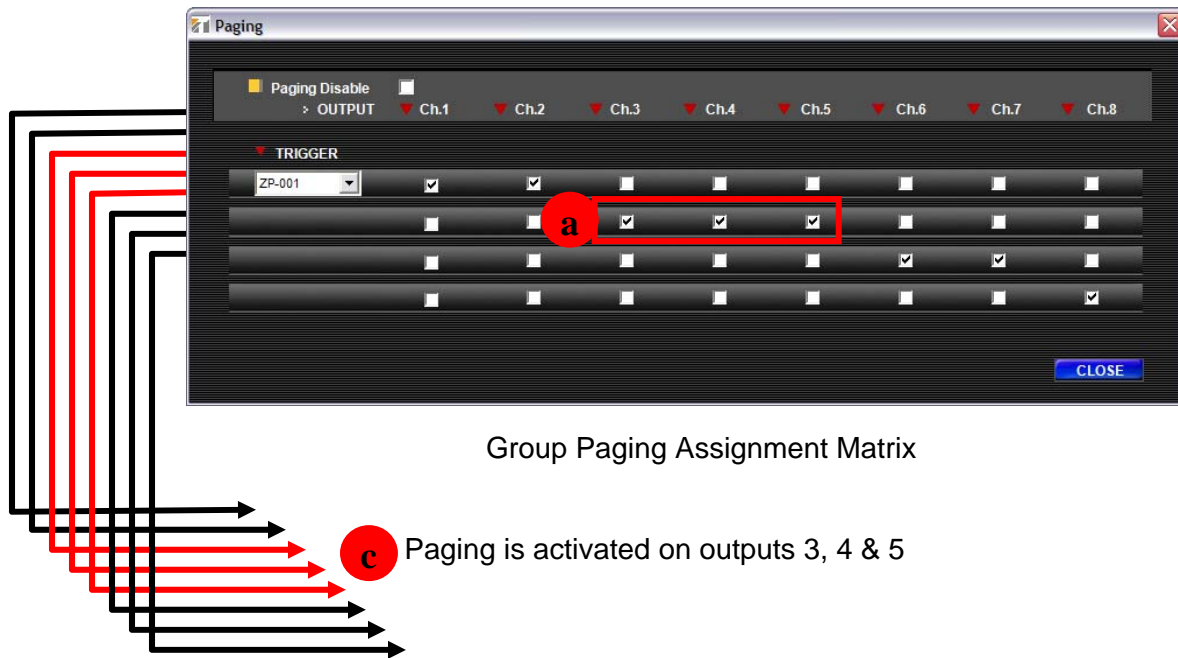 Paging
Paging Disable
> OUTPUT Ch.1 Ch.2 Ch.3 Ch.4 Ch.5 Ch.6 Ch.7 Ch.8
TRIGGER
ZP-001
a
CLOSE
Group Paging Assignment Matrix
c Paging is activated on outputs 3, 4 & 5